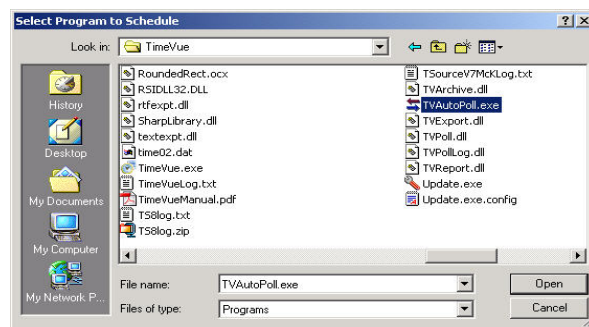 Select Program to Schedule
Look in: TimeVue
History
Desktop
My Documents
My Computer
My Network P...
RoundedRect.ocx
RSIDLL32.DLL
rtfexpt.dll
SharpLibrary.dll
textexpt.dll
time02.dat
TimeVue.exe
TimeVueLog.txt
TimeVueManual.pdf
TS8log.txt
TS8log.zip
TSourceV7McKLog.txt
TVArchive.dll
TVAutoPoll.exe
TVExport.dll
TVPoll.dll
TVPollLog.dll
TVReport.dll
Update.exe
Update.exe.config
File name: TVAutoPoll.exe Open
Files of type: Programs Cancel